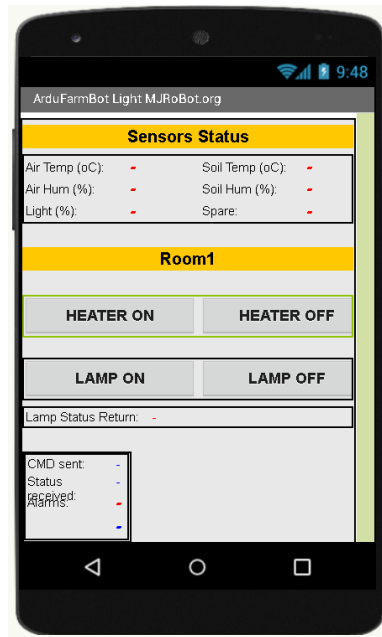 9:48
ArduFarmBot Light MJRoBot.org
Sensors Status
Air Temp (oC): - Soil Temp (oC): -
Air Hum (%): - Soil Hum (%): -
Light (%): - Spare: -
Room1
HEATER ON HEATER OFF
LAMP ON LAMP OFF
Lamp Status Return: -
CMD sent: -
Status -
received:
Alarms: -
-